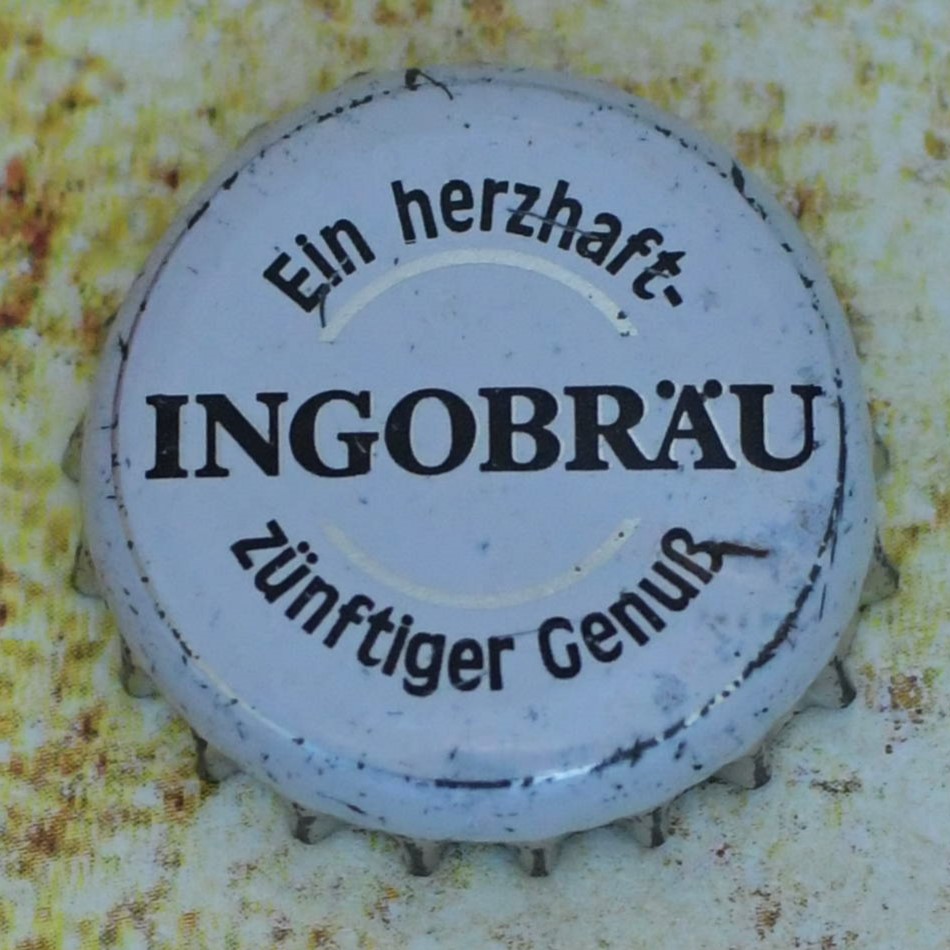 Ein herzhaft-
INGOBRÄU
zünftiger Genuß